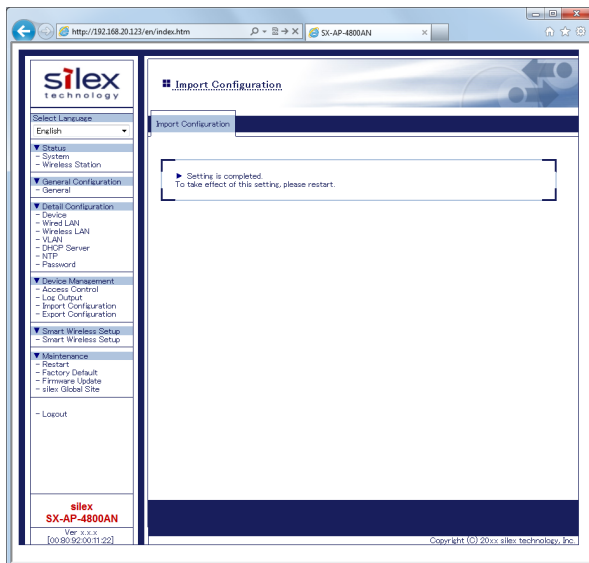 http://192.168.20.123/en/index.htm
SX-AP-4800AN
silex
technology
Import Configuration
Select Language
English
Import Configuration
▼ Status
- System
- Wireless Station
▼ General Configuration
- General
▼ Detail Configuration
- Device
- Wired LAN
- Wireless LAN
- VLAN
- DHCP Server
- NTP
- Password
▼ Device Management
- Access Control
- Log Output
- Import Configuration
- Export Configuration
▼ Smart Wireless Setup
- Smart Wireless Setup
▼ Maintenance
- Restart
- Factory Default
- Firmware Update
- silex Global Site
- Logout
► Setting is completed.
To take effect of this setting, please restart.
silex
SX-AP-4800AN
Ver x.x.x
[00:80:92:00:11:22]
Copyright (C) 20xx silex technology, Inc.